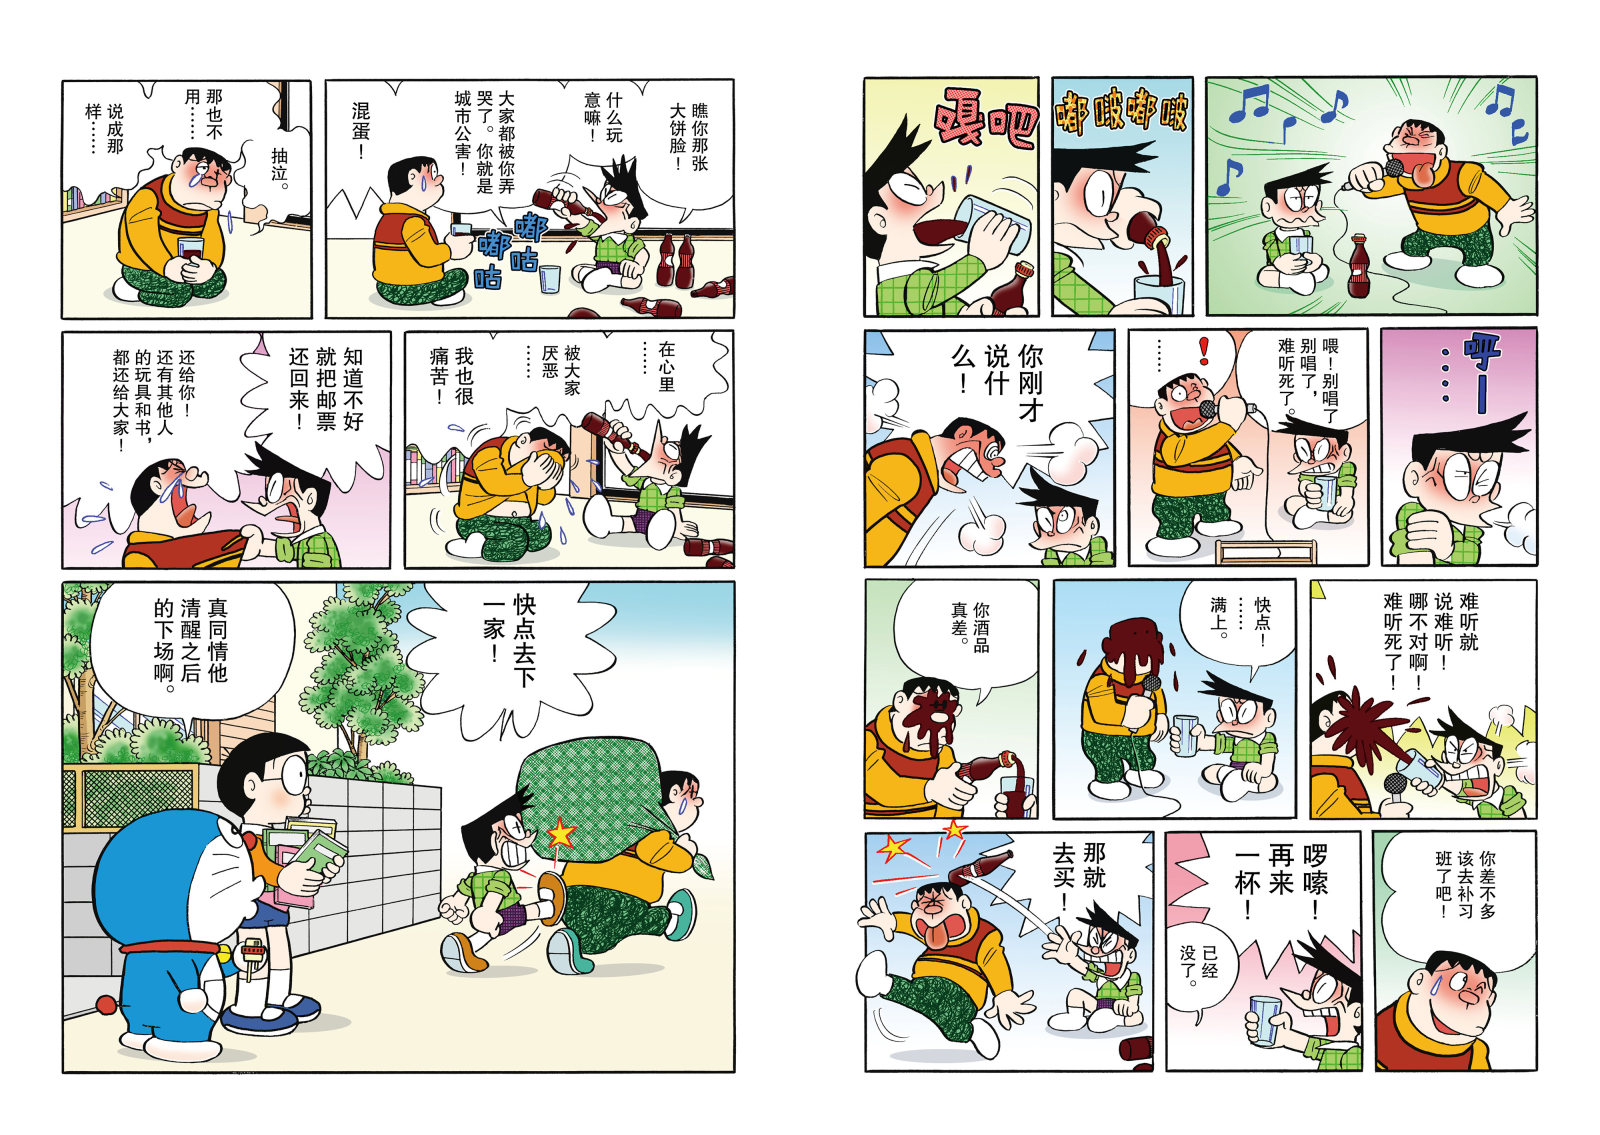 嘟啵嘟啵
嘎吧
呼—
……
喂！别唱了
别唱了，
难听死了。
！
……
你刚才
说什
么！
难听就
说难听！
哪不对啊！
难听死了！
快点！
……
满上。
你酒品
真差。
你差不多
该去补习
班了吧！
啰嗦！
再来
一杯！
已经
没了。
那就
去买！
瞧你那张
大饼脸！
什么玩
意嘛！
大家都被你弄
哭了。你就是
城市公害！
嘟咕
嘟咕
混蛋！
抽泣。
那也不
用……
说成那
样……
在心里
……
被大家
厌恶
……
我也很
痛苦！
知道不好
就把邮票
还回来！
还给你！
还有其他人
的玩具和书，
都还给大家！
快点去下
一家！
真同情他
清醒之后
的下场啊。